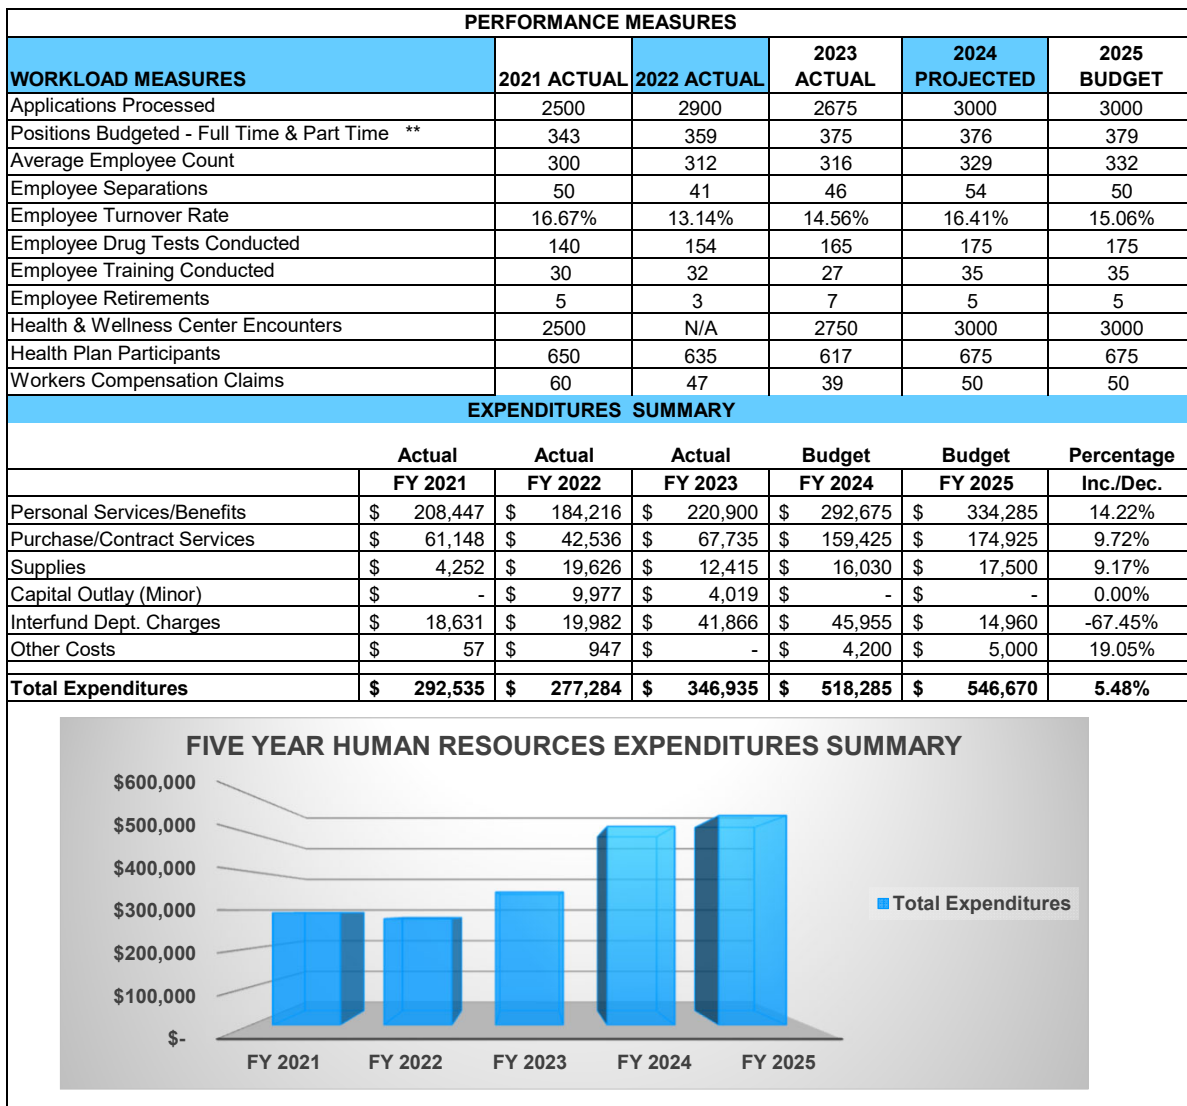 PERFORMANCE MEASURES
WORKLOAD MEASURES 2021 ACTUAL 2022 ACTUAL 2023 ACTUAL 2024 PROJECTED 2025 BUDGET
Applications Processed 2500 2900 2675 3000 3000
Positions Budgeted - Full Time & Part Time ** 343 359 375 376 379
Average Employee Count 300 312 316 329 332
Employee Separations 50 41 46 54 50
Employee Turnover Rate 16.67% 13.14% 14.56% 16.41% 15.06%
Employee Drug Tests Conducted 140 154 165 175 175
Employee Training Conducted 30 32 27 35 35
Employee Retirements 5 3 7 5 5
Health & Wellness Center Encounters 2500 N/A 2750 3000 3000
Health Plan Participants 650 635 617 675 675
Workers Compensation Claims 60 47 39 50 50
EXPENDITURES SUMMARY
Actual Actual Actual Budget Budget Percentage
FY 2021 FY 2022 FY 2023 FY 2024 FY 2025 Inc./Dec.
Personal Services/Benefits $ 208,447 $ 184,216 $ 220,900 $ 292,675 $ 334,285 14.22%
Purchase/Contract Services $ 61,148 $ 42,536 $ 67,735 $ 159,425 $ 174,925 9.72%
Supplies $ 4,252 $ 19,626 $ 12,415 $ 16,030 $ 17,500 9.17%
Capital Outlay (Minor) $ - $ 9,977 $ 4,019 $ - $ - 0.00%
Interfund Dept. Charges $ 18,631 $ 19,982 $ 41,866 $ 45,955 $ 14,960 -67.45%
Other Costs $ 57 $ 947 $ - $ 4,200 $ 5,000 19.05%
Total Expenditures $ 292,535 $ 277,284 $ 346,935 $ 518,285 $ 546,670 5.48%
FIVE YEAR HUMAN RESOURCES EXPENDITURES SUMMARY
$600,000
$500,000
$400,000
$300,000
$200,000
$100,000
$-
FY 2021 FY 2022 FY 2023 FY 2024 FY 2025
Total Expenditures